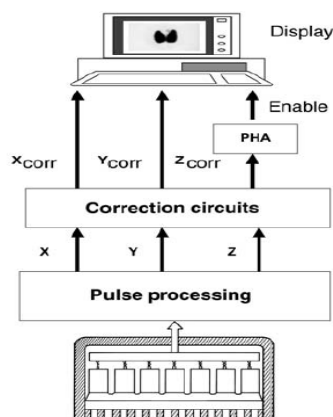 Display
Enable
PHA
Xcorr Ycorr Zcorr
Correction circuits
X Y Z
Pulse processing